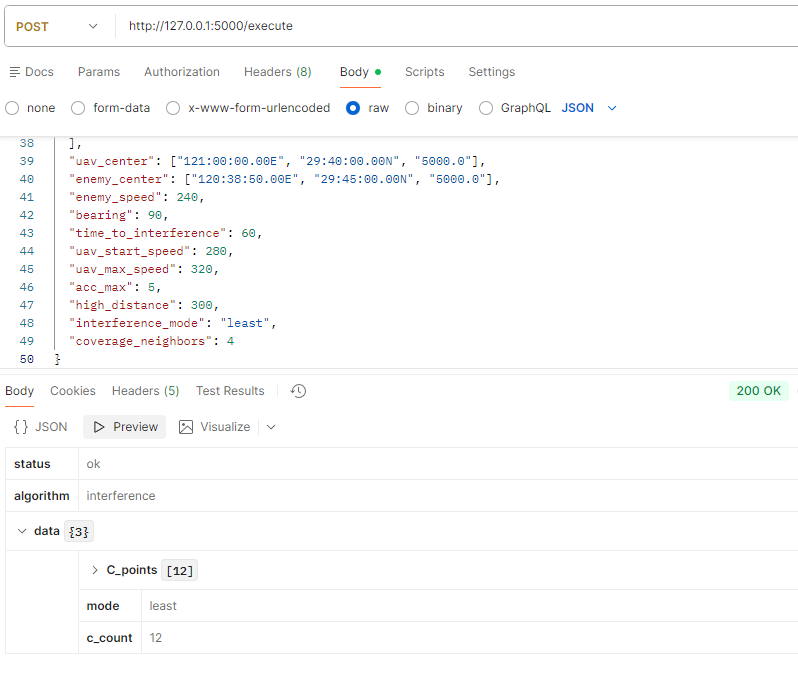 POST http://127.0.0.1:5000/execute
Docs Params Authorization Headers (8) Body Scripts Settings
none form-data x-www-form-urlencoded raw binary GraphQL JSON
38 ],
39 "uav_center": ["121:00:00.00E", "29:40:00.00N", "5000.0"],
40 "enemy_center": ["120:38:50.00E", "29:45:00.00N", "5000.0"],
41 "enemy_speed": 240,
42 "bearing": 90,
43 "time_to_interference": 60,
44 "uav_start_speed": 280,
45 "uav_max_speed": 320,
46 "acc_max": 5,
47 "high_distance": 300,
48 "interference_mode": "least",
49 "coverage_neighbors": 4
50 }
Body Cookies Headers (5) Test Results 200 OK
{} JSON Preview Visualize
status ok
algorithm interference
data {3}
C_points [12]
mode least
c_count 12